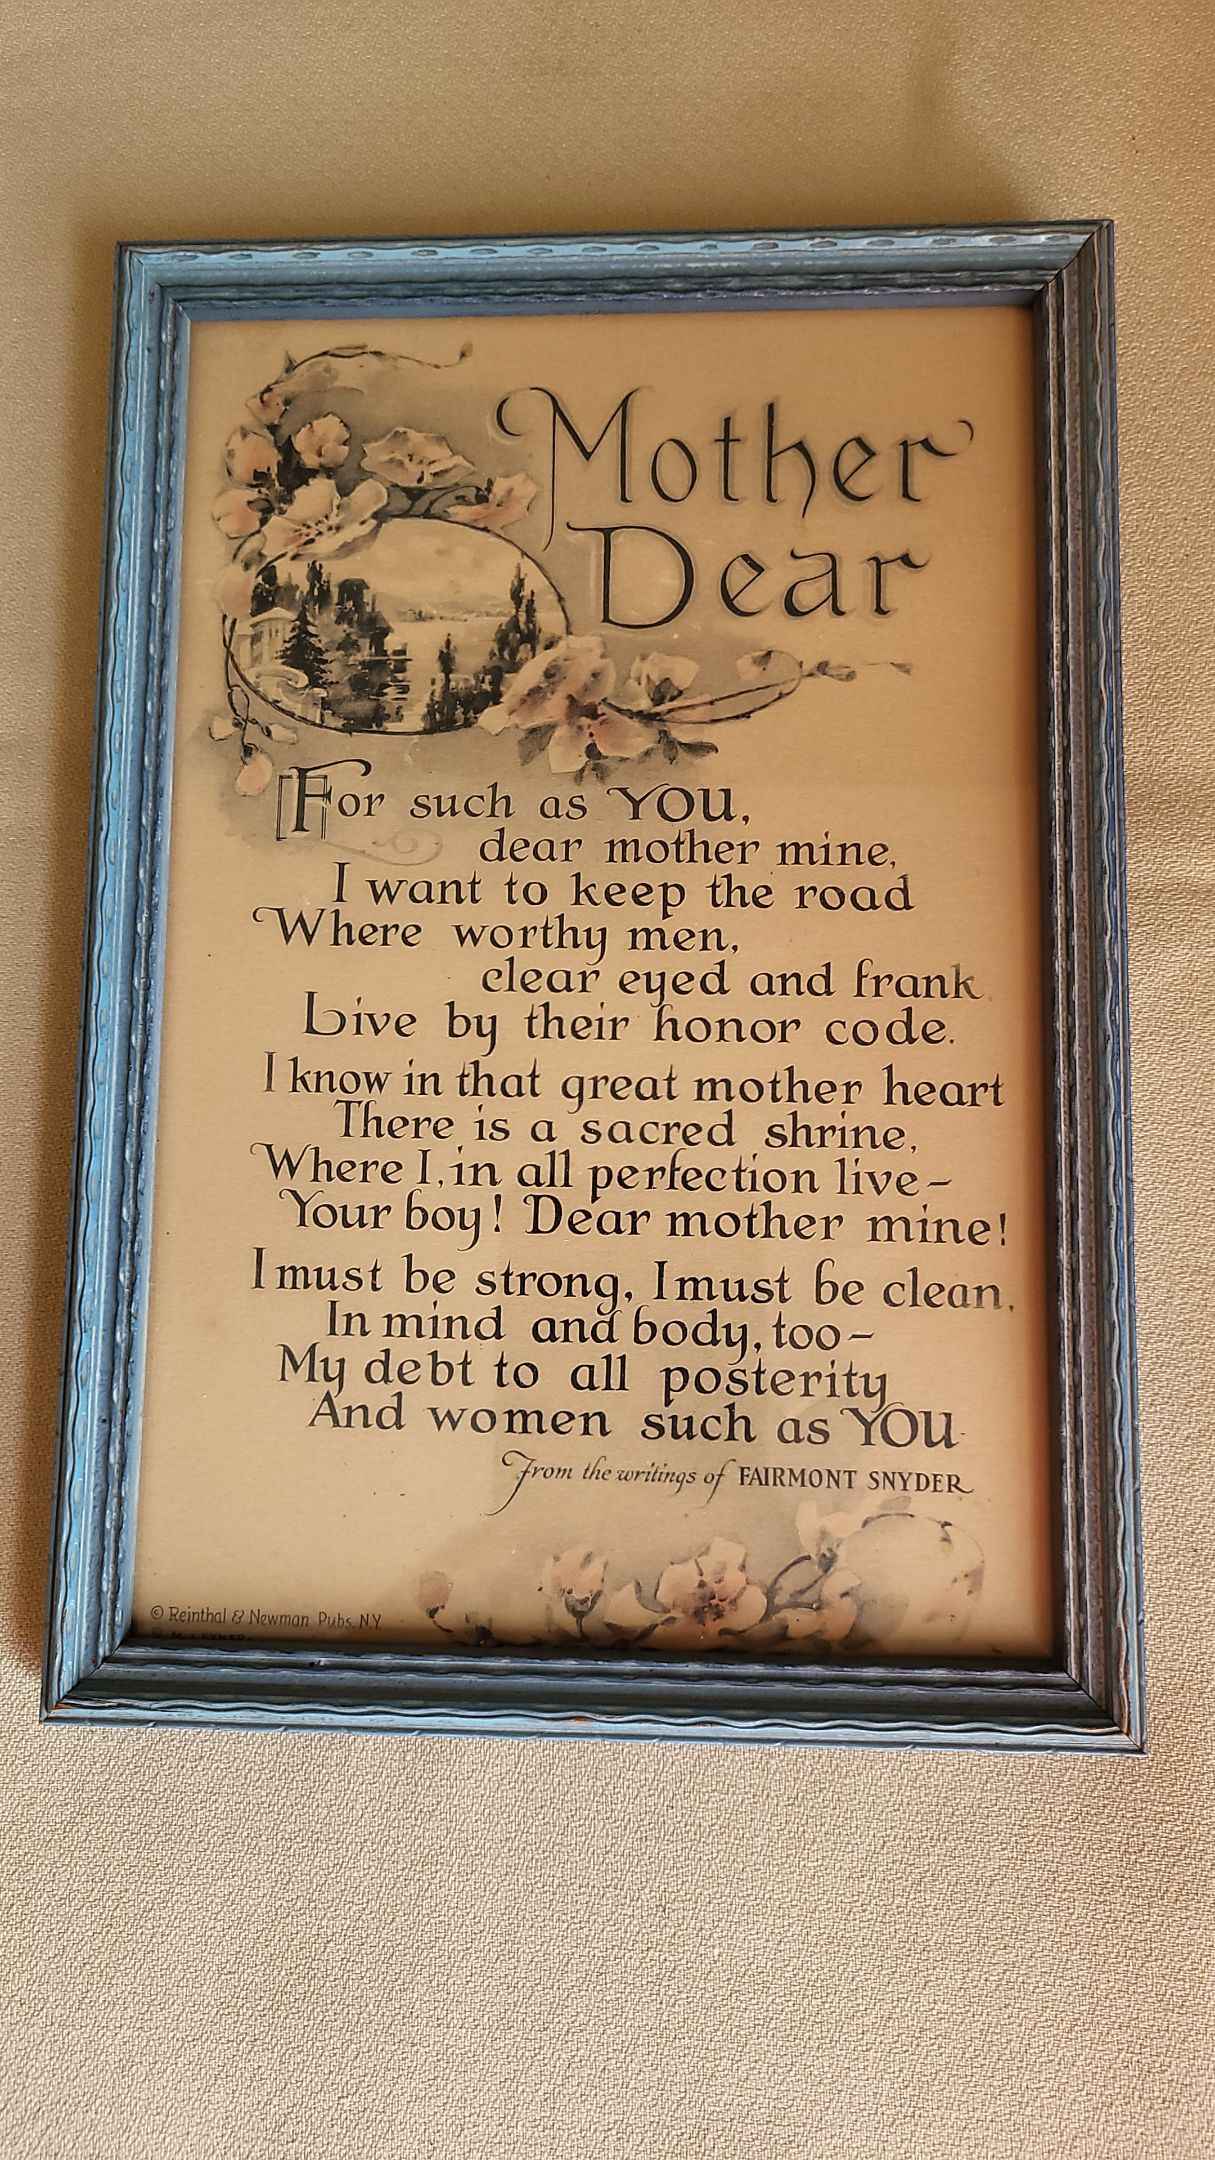 Mother
Dear
For such as YOU,
dear mother mine,
I want to keep the road
Where worthy men,
clear eyed and frank
Live by their honor code.
I know in that great mother heart
There is a sacred shrine,
Where I, in all perfection live-
Your boy! Dear mother mine!
I must be strong, I must be clean,
In mind and body, too-
My debt to all posterity
And women such as YOU
From the writings of FAIRMONT SNYDER
© Reinthal & Newman Pubs. N.Y.